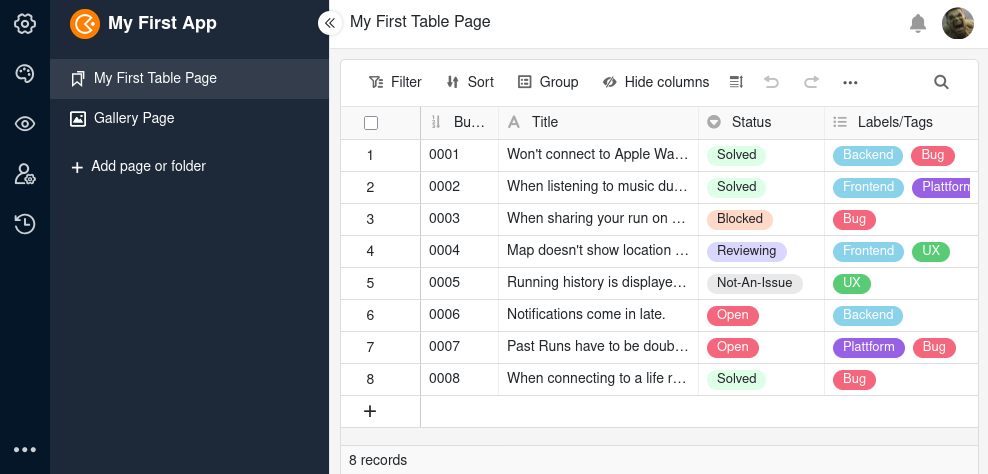 My First App
My First Table Page
Gallery Page
Add page or folder
My First Table Page
Filter Sort Group Hide columns
Bu... Title Status Labels/Tags
1 0001 Won't connect to Apple Wa... Solved Backend Bug
2 0002 When listening to music du... Solved Frontend Plattform
3 0003 When sharing your run on ... Blocked Bug
4 0004 Map doesn't show location ... Reviewing Frontend UX
5 0005 Running history is displaye... Not-An-Issue UX
6 0006 Notifications come in late. Open Backend
7 0007 Past Runs have to be doub... Open Plattform Bug
8 0008 When connecting to a life r... Solved Bug
8 records